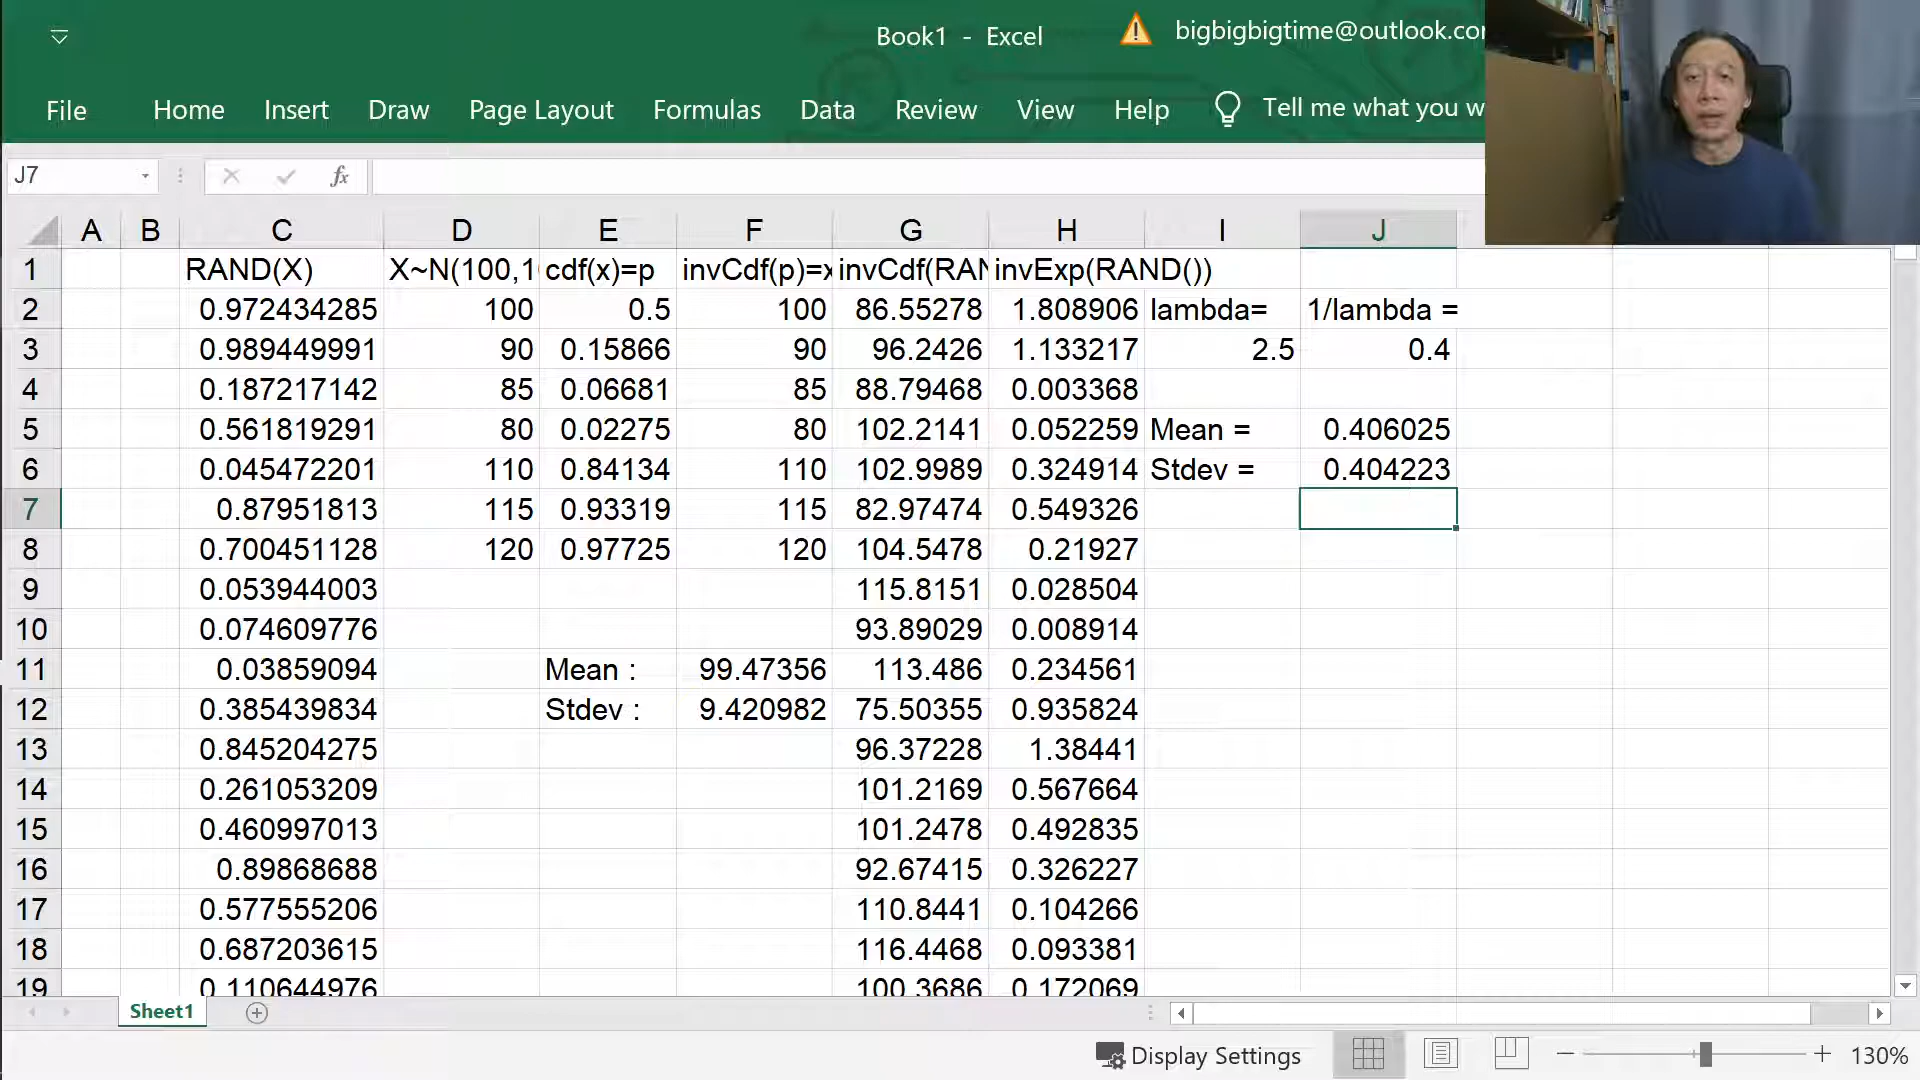 Book1 - Excel
bigbigbigtime@outlook.co
File Home Insert Draw Page Layout Formulas Data Review View Help Tell me what you w
J7 fx
A B C D E F G H I J
1 RAND(X) X~N(100,1 cdf(x)=p invCdf(p)=x invCdf(RAN invExp(RAND())
2 0.972434285 100 0.5 100 86.55278 1.808906 lambda= 1/lambda =
3 0.989449991 90 0.15866 90 96.2426 1.133217 2.5 0.4
4 0.187217142 85 0.06681 85 88.79468 0.003368
5 0.561819291 80 0.02275 80 102.2141 0.052259 Mean = 0.406025
6 0.045472201 110 0.84134 110 102.9989 0.324914 Stdev = 0.404223
7 0.87951813 115 0.93319 115 82.97474 0.549326
8 0.700451128 120 0.97725 120 104.5478 0.21927
9 0.053944003 115.8151 0.028504
10 0.074609776 93.89029 0.008914
11 0.03859094 Mean : 99.47356 113.486 0.234561
12 0.385439834 Stdev : 9.420982 75.50355 0.935824
13 0.845204275 96.37228 1.38441
14 0.261053209 101.2169 0.567664
15 0.460997013 101.2478 0.492835
16 0.89868688 92.67415 0.326227
17 0.577555206 110.8441 0.104266
18 0.687203615 116.4468 0.093381
19 0.110644976 100.3686 0.172069
Sheet1
Display Settings 130%